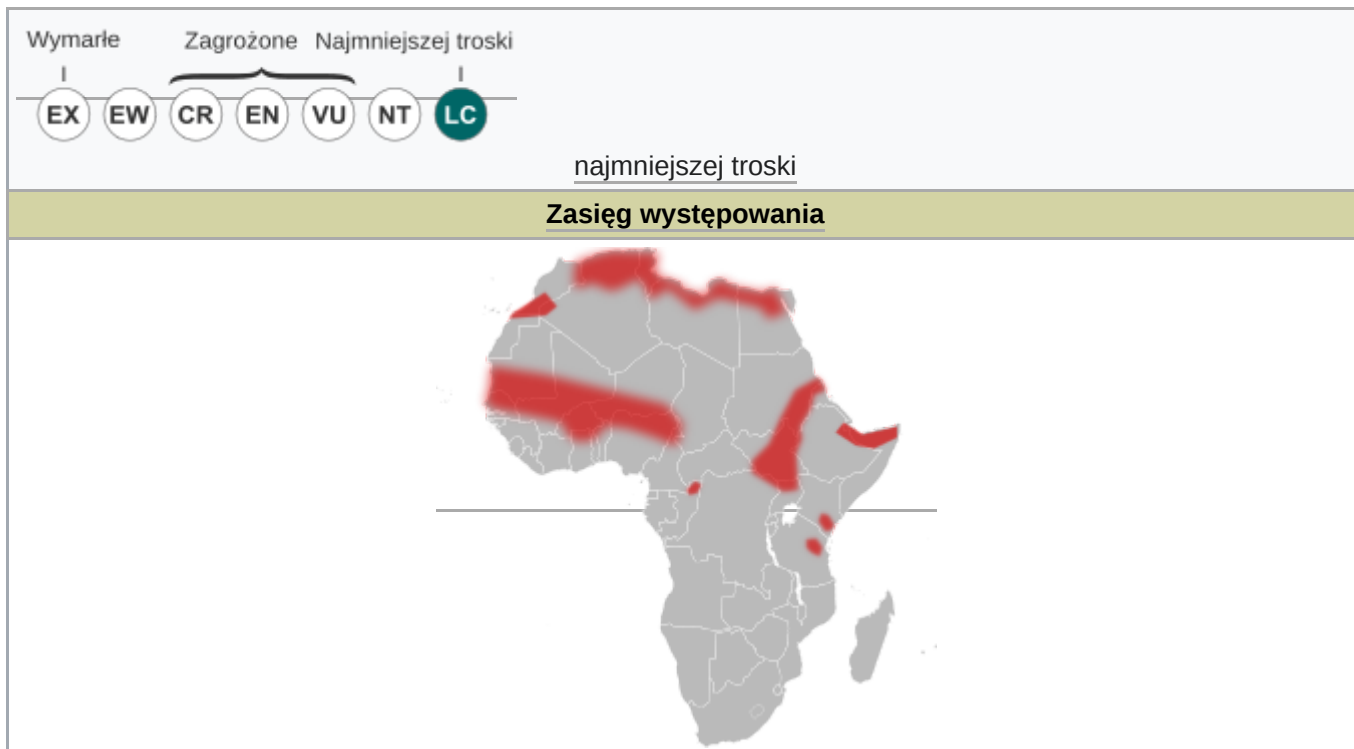 Wymarłe Zagrożone Najmniejszej troski
EX EW CR EN VU NT LC
najmniejszej troski
Zasięg występowania